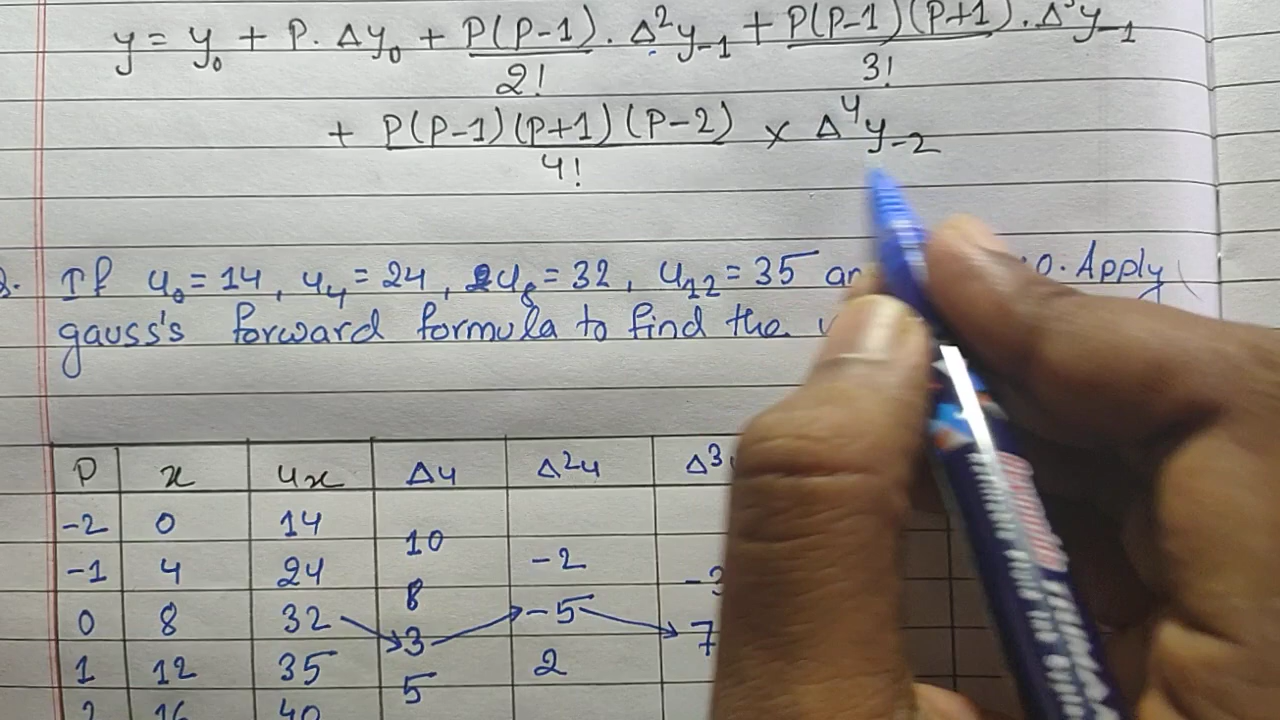 y = y₀ + P. Δy₀ + P(P-1) . Δ²y₋₁ + P(P-1)(P+1) . Δ³y₋₁
2! 3!
+ P(P-1)(P+1)(P-2) × Δ⁴y₋₂
4!
If u₀ = 14, u₄ = 24, u₈ = 32, u₁₂ = 35 0. Apply
gauss's forward formula to find the
P x ux Δu Δ²u Δ³
-2 0 14
10
-1 4 24 -2
8
0 8 32 -5
3 7
1 12 35 2
5
2 16 40